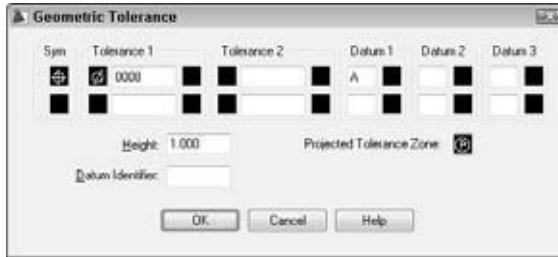 Geometric Tolerance
Sym Tolerance 1 Tolerance 2 Datum 1 Datum 2 Datum 3
0008 A
Height: 1.000 Projected Tolerance Zone: P
Datum Identifier:
OK Cancel Help